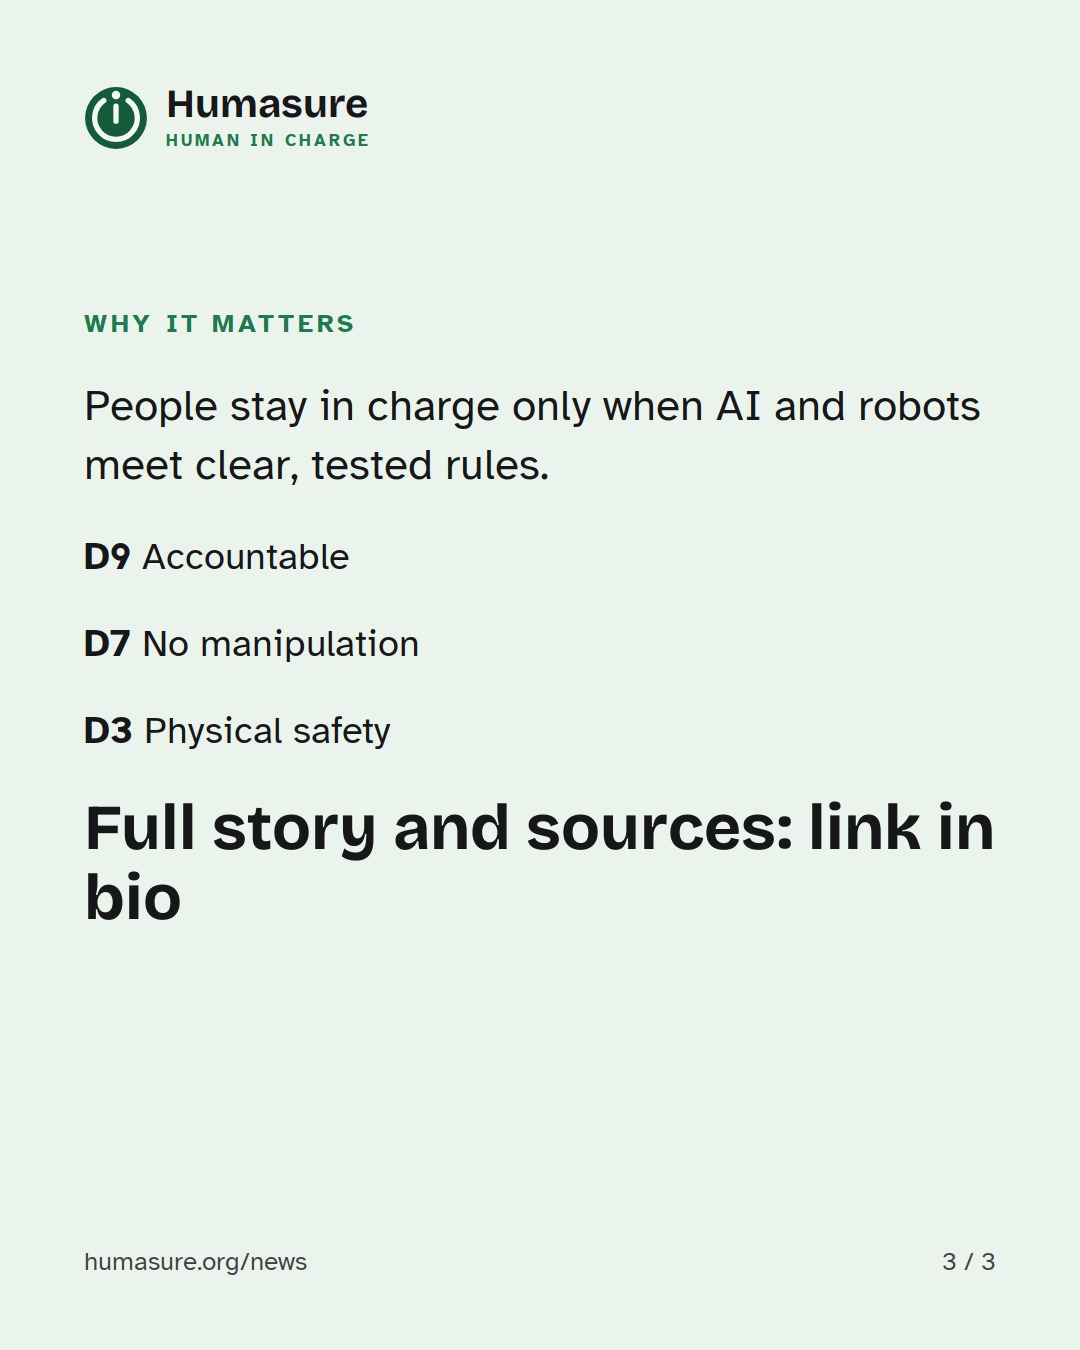 Humasure
HUMAN IN CHARGE
WHY IT MATTERS
People stay in charge only when AI and robots
meet clear, tested rules.
D9 Accountable
D7 No manipulation
D3 Physical safety
Full story and sources: link in
bio
humasure.org/news
3 / 3